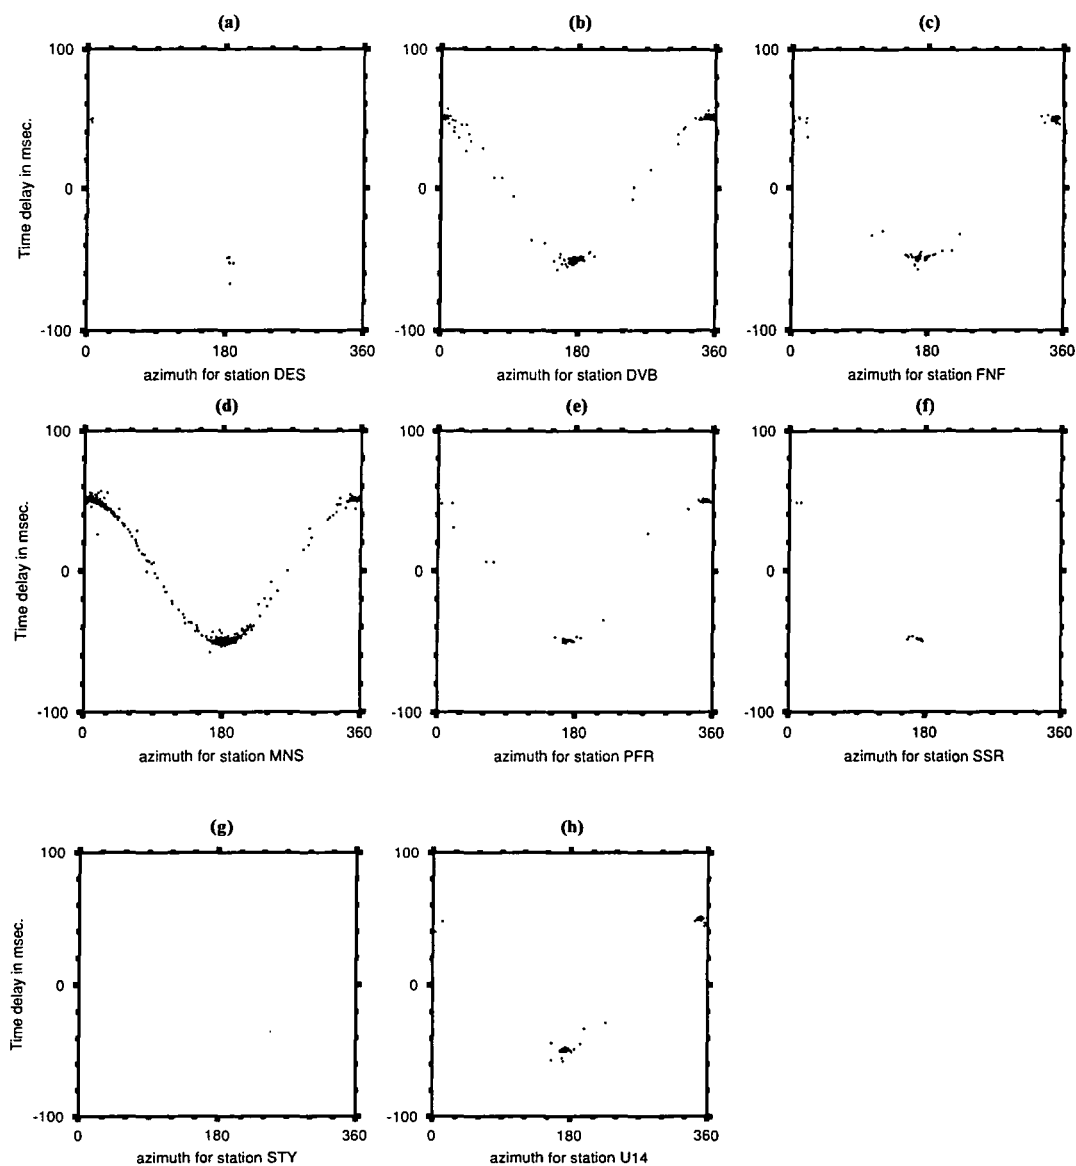 (a) (b) (c)
100 100 100
Time delay in msec.
0 0 0
-100 -100 -100
0 180 360 0 180 360 0 180 360
azimuth for station DES azimuth for station DVB azimuth for station FNF
(d) (e) (f)
100 100 100
Time delay in msec.
0 0 0
-100 -100 -100
0 180 360 0 180 360 0 180 360
azimuth for station MNS azimuth for station PFR azimuth for station SSR
(g) (h)
100 100
Time delay in msec.
0 0
-100 -100
0 180 360 0 180 360
azimuth for station STY azimuth for station U14